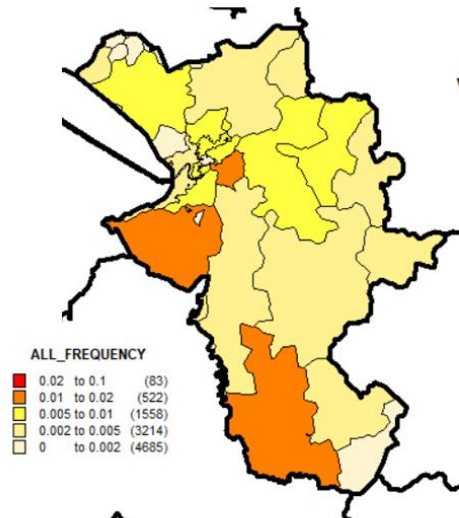 ALL_FREQUENCY
0.02 to 0.1 (83)
0.01 to 0.02 (522)
0.005 to 0.01 (1558)
0.002 to 0.005 (3214)
0 to 0.002 (4685)